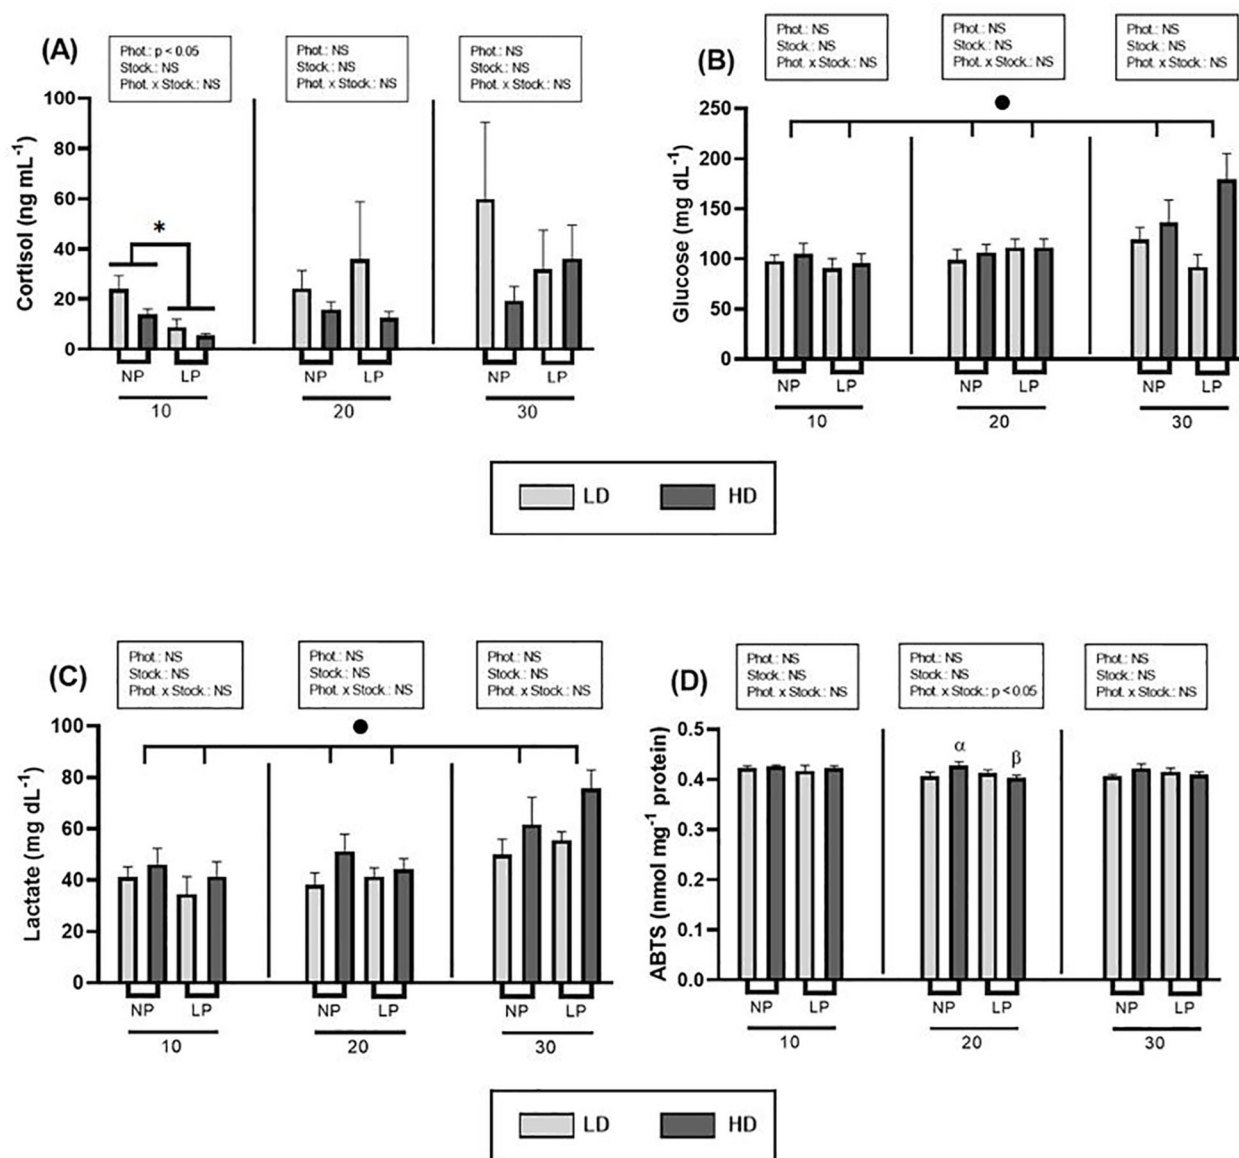 (A)
Phot.: p < 0.05
Stock.: NS
Phot. x Stock.: NS
Phot.: NS
Stock.: NS
Phot. x Stock.: NS
Phot.: NS
Stock.: NS
Phot. x Stock.: NS
Cortisol (ng mL-1)
100
80
60
40
20
0
*
NP
LP
NP
LP
NP
LP
10
20
30
(B)
Phot.: NS
Stock.: NS
Phot. x Stock.: NS
Phot.: NS
Stock.: NS
Phot. x Stock.: NS
Phot.: NS
Stock.: NS
Phot. x Stock.: NS
Glucose (mg dL-1)
250
200
150
100
50
0
NP
LP
NP
LP
NP
LP
10
20
30
LD
HD
(C)
Phot.: NS
Stock.: NS
Phot. x Stock.: NS
Phot.: NS
Stock.: NS
Phot. x Stock.: NS
Phot.: NS
Stock.: NS
Phot. x Stock.: NS
Lactate (mg dL-1)
100
80
60
40
20
0
NP
LP
NP
LP
NP
LP
10
20
30
(D)
Phot.: NS
Stock.: NS
Phot. x Stock.: NS
Phot.: NS
Stock.: NS
Phot. x Stock.: p < 0.05
Phot.: NS
Stock.: NS
Phot. x Stock.: NS
ABTS (nmol mg-1 protein)
0.5
0.4
0.3
0.2
0.1
0.0
α
β
NP
LP
NP
LP
NP
LP
10
20
30
LD
HD